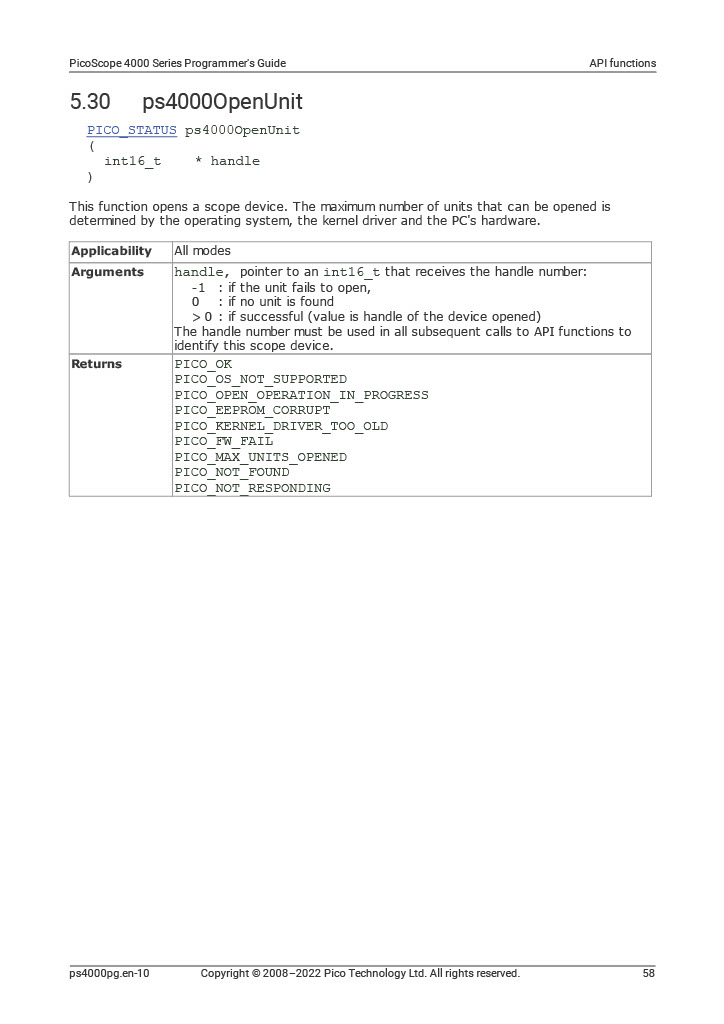 PicoScope 4000 Series Programmer's Guide API functions
5.30 ps4000OpenUnit
PICO_STATUS ps4000OpenUnit
(
int16_t * handle
)
This function opens a scope device. The maximum number of units that can be opened is
determined by the operating system, the kernel driver and the PC's hardware.
Applicability All modes
Arguments handle, pointer to an int16_t that receives the handle number:
-1 : if the unit fails to open,
0 : if no unit is found
> 0 : if successful (value is handle of the device opened)
The handle number must be used in all subsequent calls to API functions to
identify this scope device.
Returns PICO_OK
PICO_OS_NOT_SUPPORTED
PICO_OPEN_OPERATION_IN_PROGRESS
PICO_EEPROM_CORRUPT
PICO_KERNEL_DRIVER_TOO_OLD
PICO_FW_FAIL
PICO_MAX_UNITS_OPENED
PICO_NOT_FOUND
PICO_NOT_RESPONDING
ps4000pg.en-10 Copyright © 2008–2022 Pico Technology Ltd. All rights reserved. 58